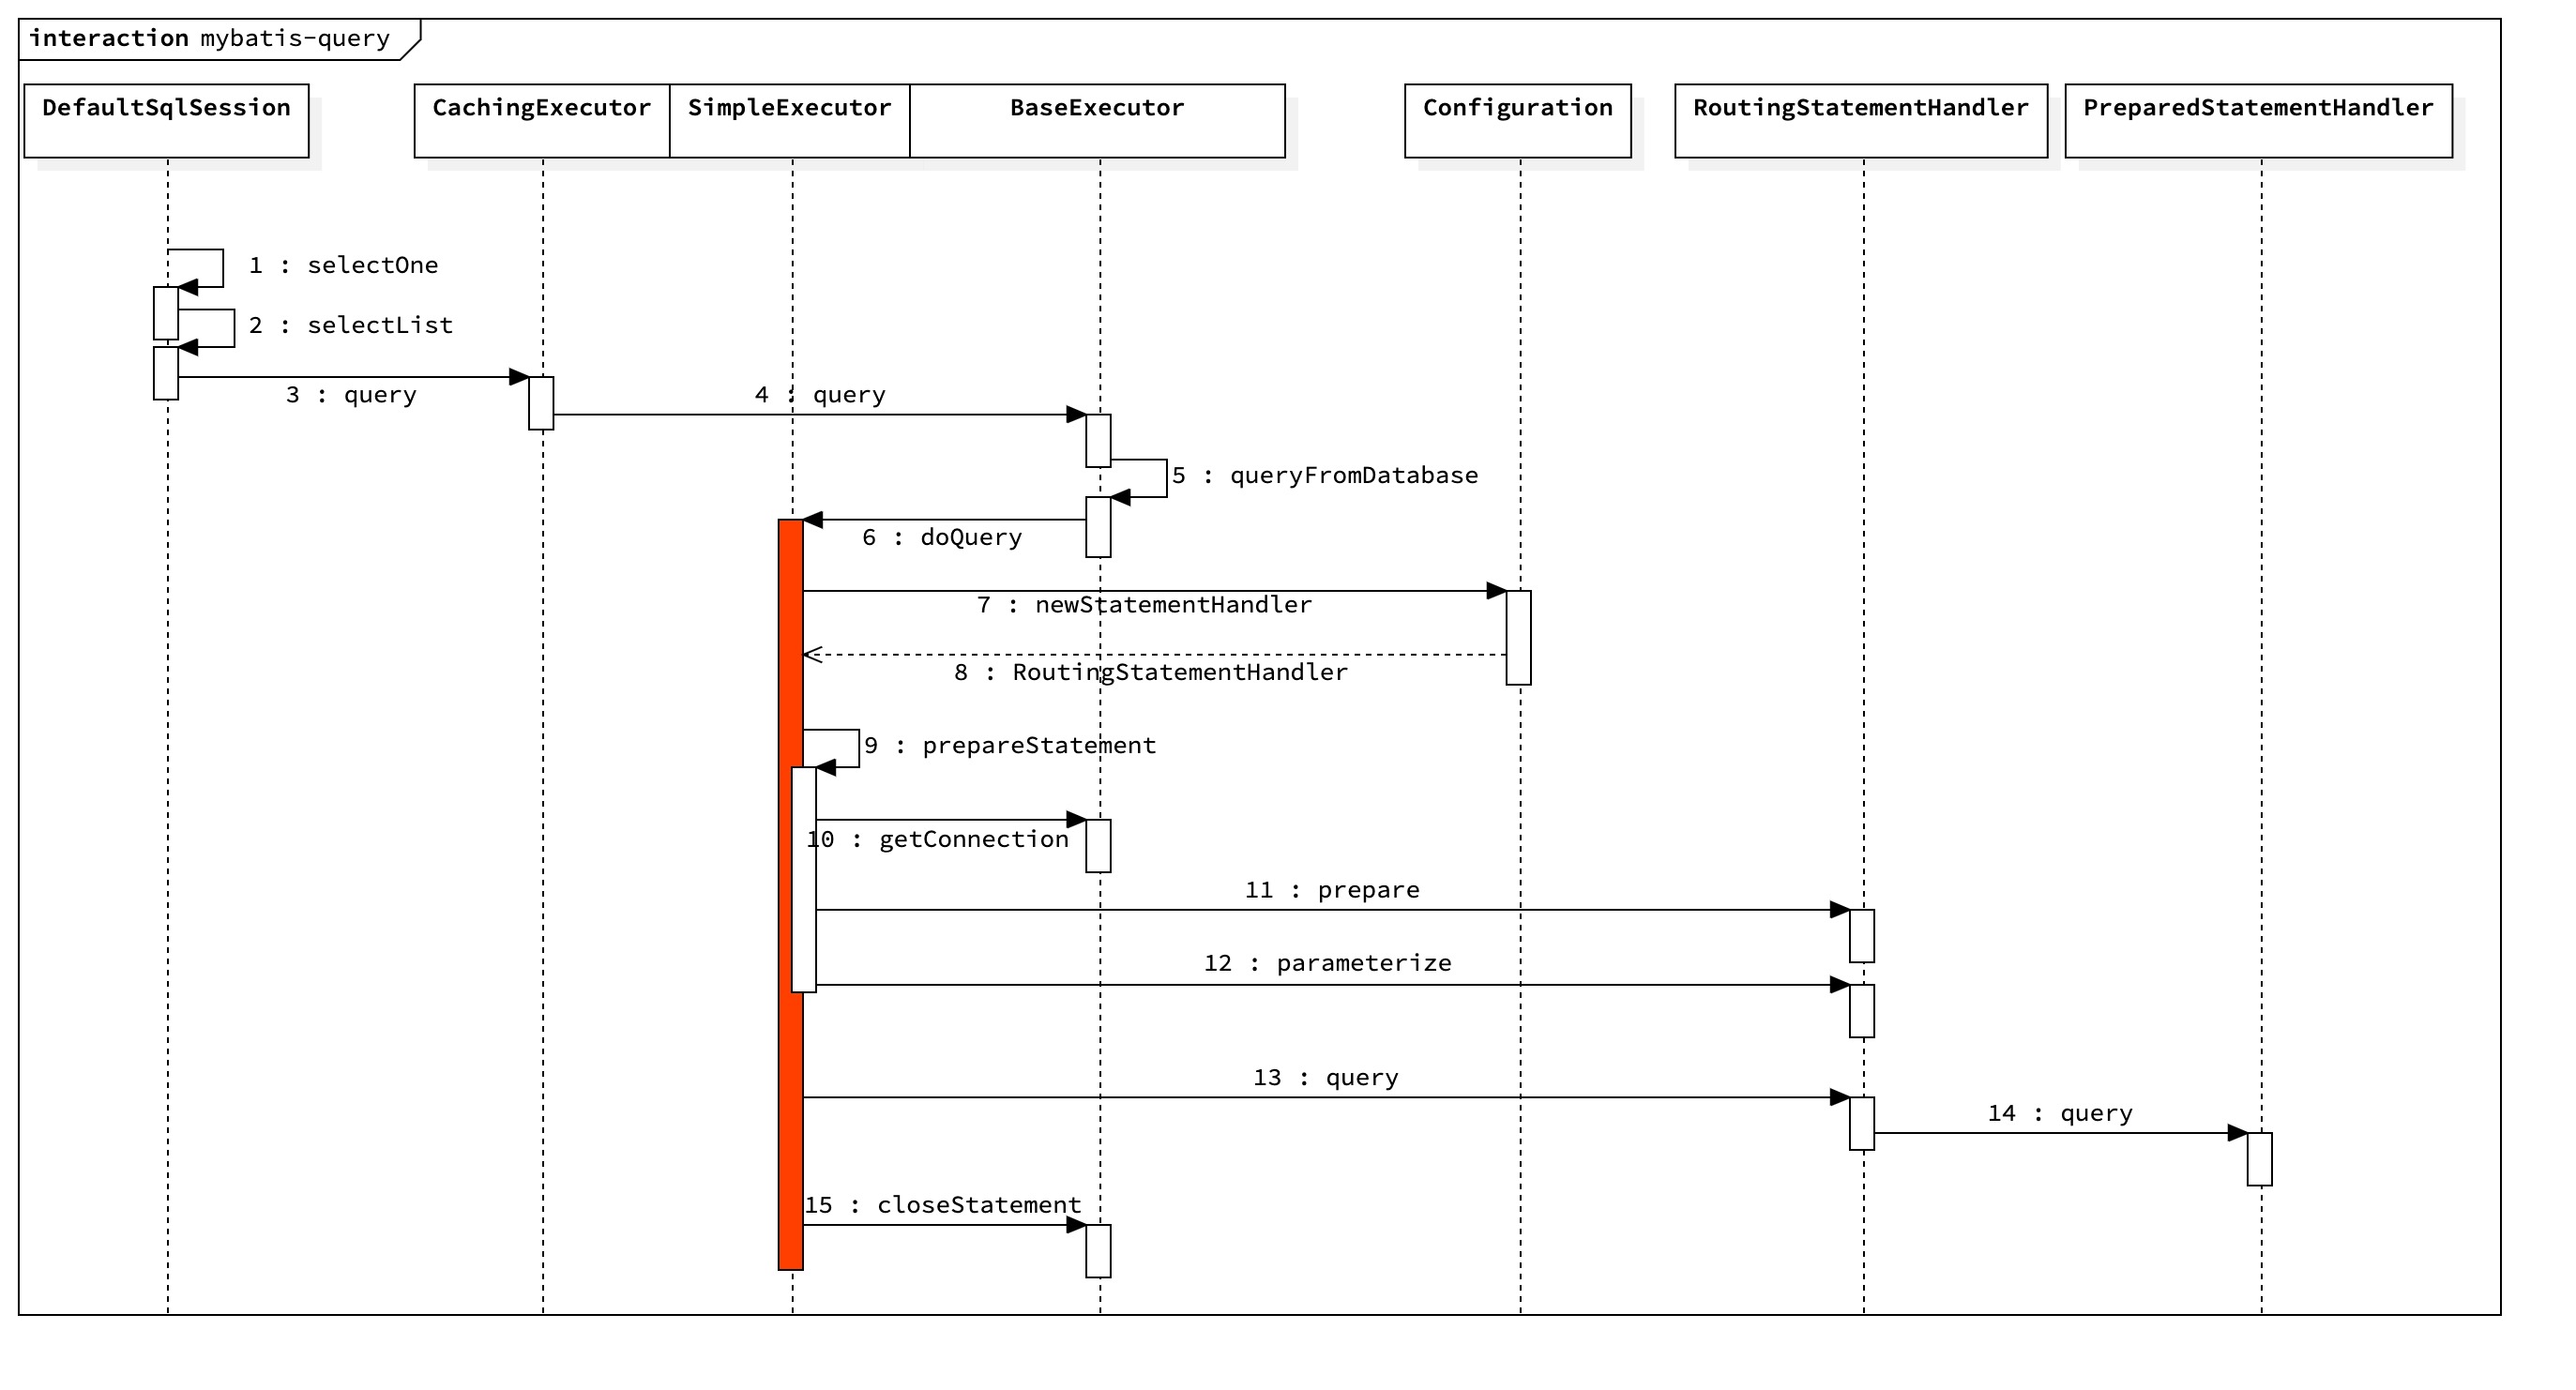 interaction mybatis-query
DefaultSqlSession
CachingExecutor
SimpleExecutor
BaseExecutor
Configuration
RoutingStatementHandler
PreparedStatementHandler
1 : selectOne
2 : selectList
3 : query
4 : query
5 : queryFromDatabase
6 : doQuery
7 : newStatementHandler
8 : RoutingStatementHandler
9 : prepareStatement
10 : getConnection
11 : prepare
12 : parameterize
13 : query
14 : query
15 : closeStatement